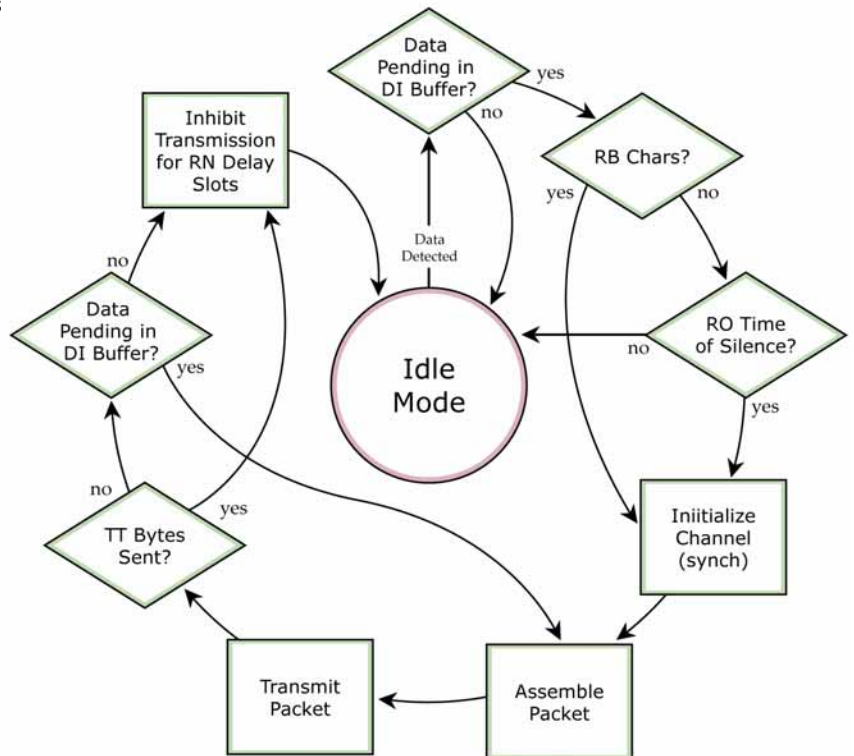 Data
Pending in
DI Buffer?
yes
no
Inhibit
Transmission
for RN Delay
Slots
RB Chars?
yes
no
Data
Detected
no
Data
Pending in
DI Buffer?
yes
Idle
Mode
RO Time
of Silence?
no
yes
no
yes
TT Bytes
Sent?
Iniitialize
Channel
(synch)
Transmit
Packet
Assemble
Packet